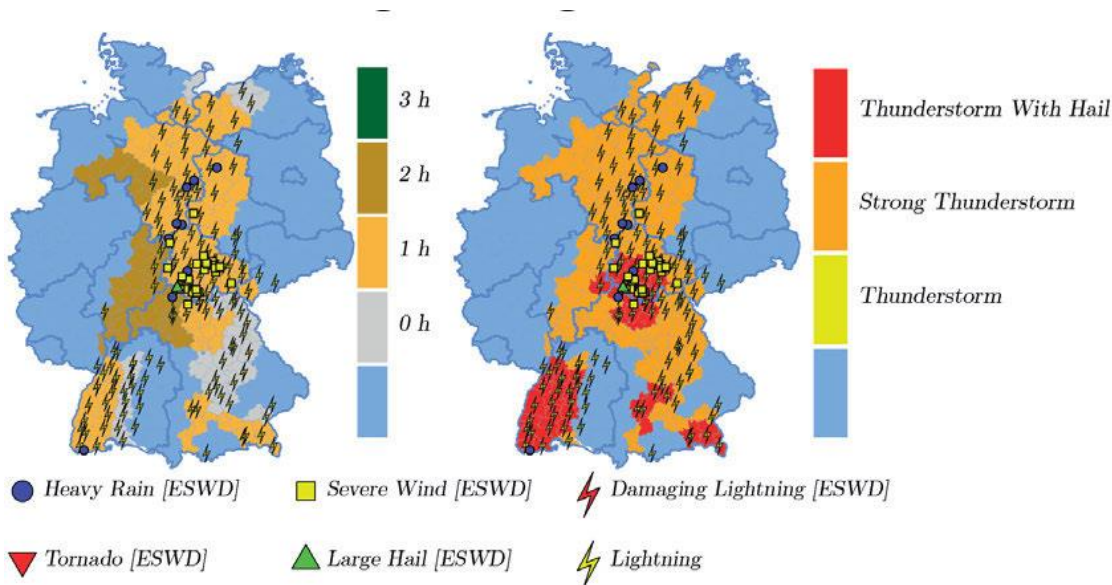 3 h
2 h
1 h
0 h
Thunderstorm With Hail
Strong Thunderstorm
Thunderstorm
Heavy Rain [ESWD]
Severe Wind [ESWD]
Damaging Lightning [ESWD]
Tornado [ESWD]
Large Hail [ESWD]
Lightning